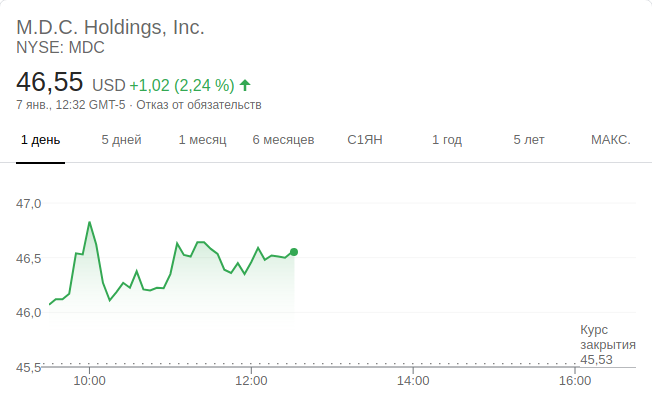 M.D.C. Holdings, Inc.
NYSE: MDC
46,55 USD +1,02 (2,24 %)
7 янв., 12:32 GMT-5 · Отказ от обязательств
1 день 5 дней 1 месяц 6 месяцев С1ЯН 1 год 5 лет МАКС.
47,0
46,5
46,0
Курс
закрытия
45,53
45,5
10:00 12:00 14:00 16:00